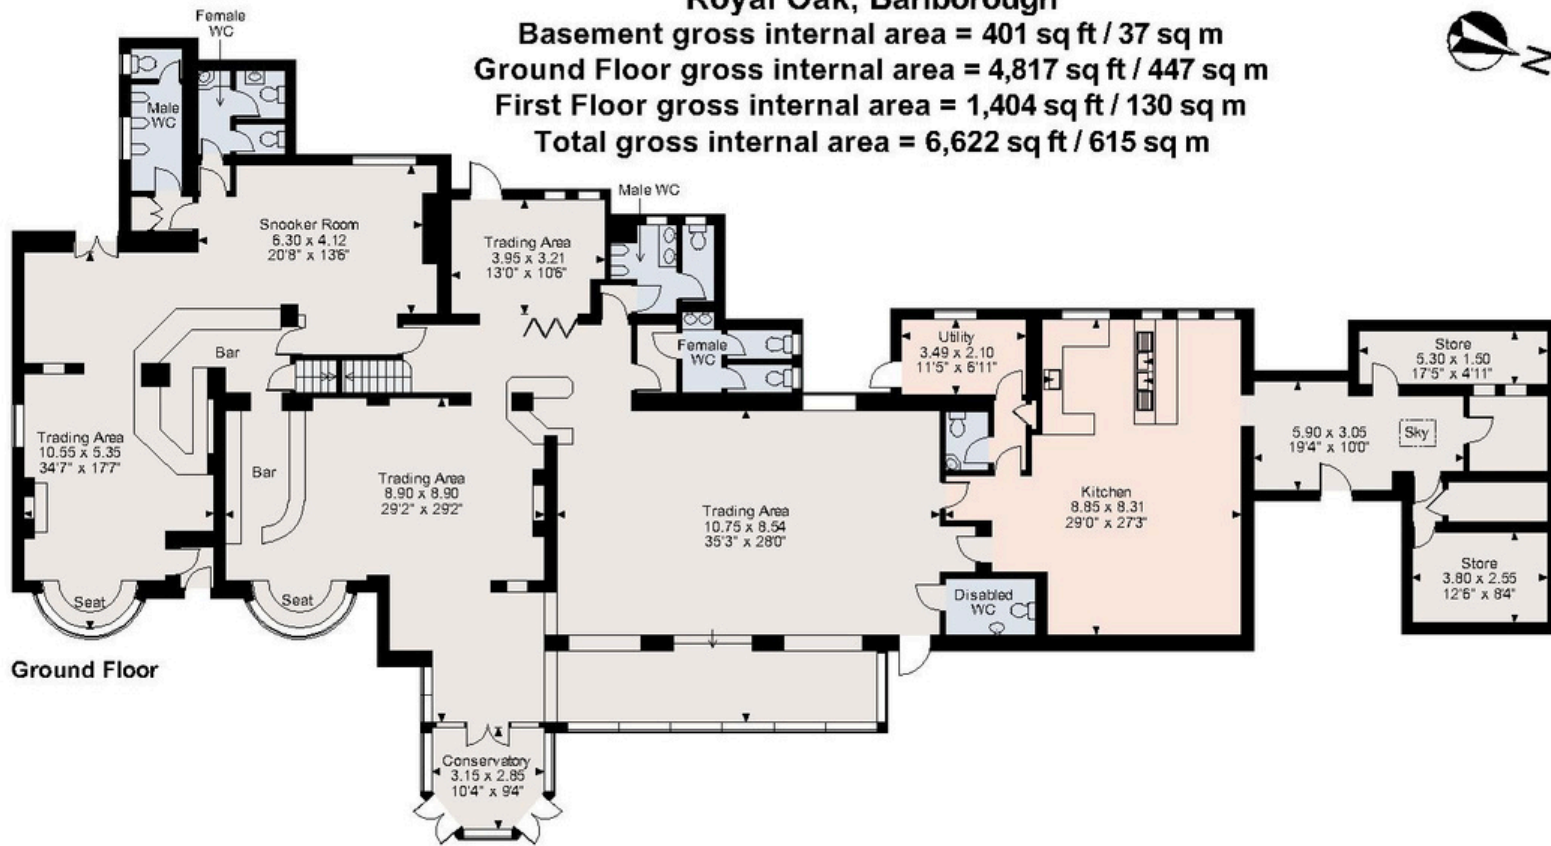 Royal Oak, Barlborough
Basement gross internal area = 401 sq ft / 37 sq m
Ground Floor gross internal area = 4,817 sq ft / 447 sq m
First Floor gross internal area = 1,404 sq ft / 130 sq m
Total gross internal area = 6,622 sq ft / 615 sq m
N
Female
WC
Male
WC
Snooker Room
6.30 x 4.12
20'8" x 13'6"
Trading Area
3.95 x 3.21
13'0" x 10'6"
Male WC
Female
WC
Bar
Utility
3.49 x 2.10
11'5" x 6'11"
Store
5.30 x 1.50
17'5" x 4'11"
Trading Area
10.55 x 5.35
34'7" x 17'7"
Bar
Trading Area
8.90 x 8.90
29'2" x 29'2"
Trading Area
10.75 x 8.54
35'3" x 28'0"
Kitchen
8.85 x 8.31
29'0" x 27'3"
5.90 x 3.05
19'4" x 10'0"
Sky
Store
3.80 x 2.55
12'6" x 8'4"
Disabled
WC
Seat
Seat
Ground Floor
Conservatory
3.15 x 2.85
10'4" x 9'4"